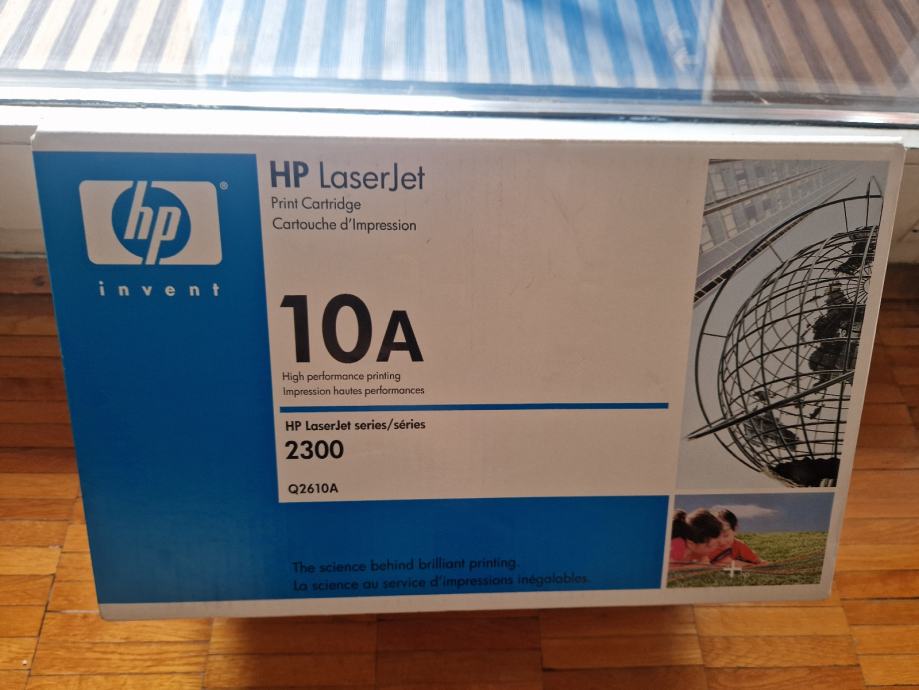 hp®
invent
HP LaserJet
Print Cartridge
Cartouche d'Impression
10A
High performance printing
Impression hautes performances
HP LaserJet series/séries
2300
Q2610A
The science behind brilliant printing.
La science au service d'impressions inégalables.